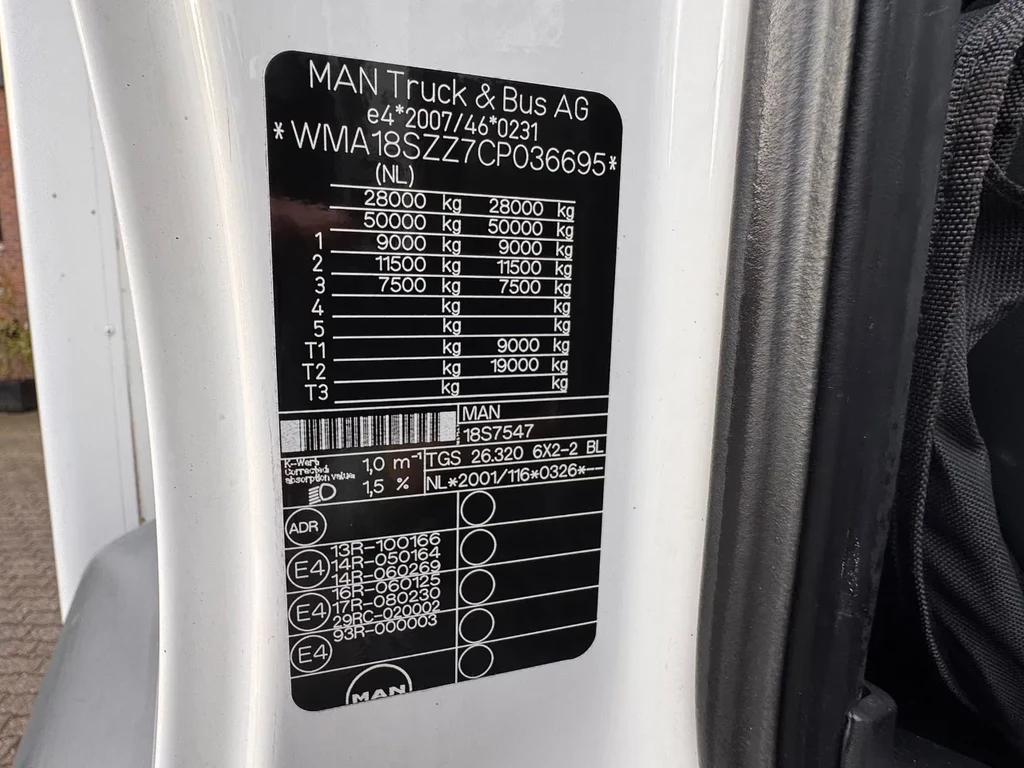 MAN Truck & Bus AG
e4*2007/46*0231
*WMA18SZZ7CP036695*
(NL)
28000 kg 28000 kg
50000 kg 50000 kg
1 9000 kg 9000 kg
2 11500 kg 11500 kg
3 7500 kg 7500 kg
4 kg kg
5 kg kg
T1 kg 9000 kg
T2 kg 19000 kg
T3 kg kg
MAN
18S7547
K-Wert
Corrected
absorption value
1,0 m⁻¹
TGS 26.320 6X2-2 BL
1,5 %
NL*2001/116*0326*---
ADR
13R-100166
E4 14R-050164
14R-060269
16R-060125
E4 17R-080230
29RC-020002
93R-000003
E4
MAN